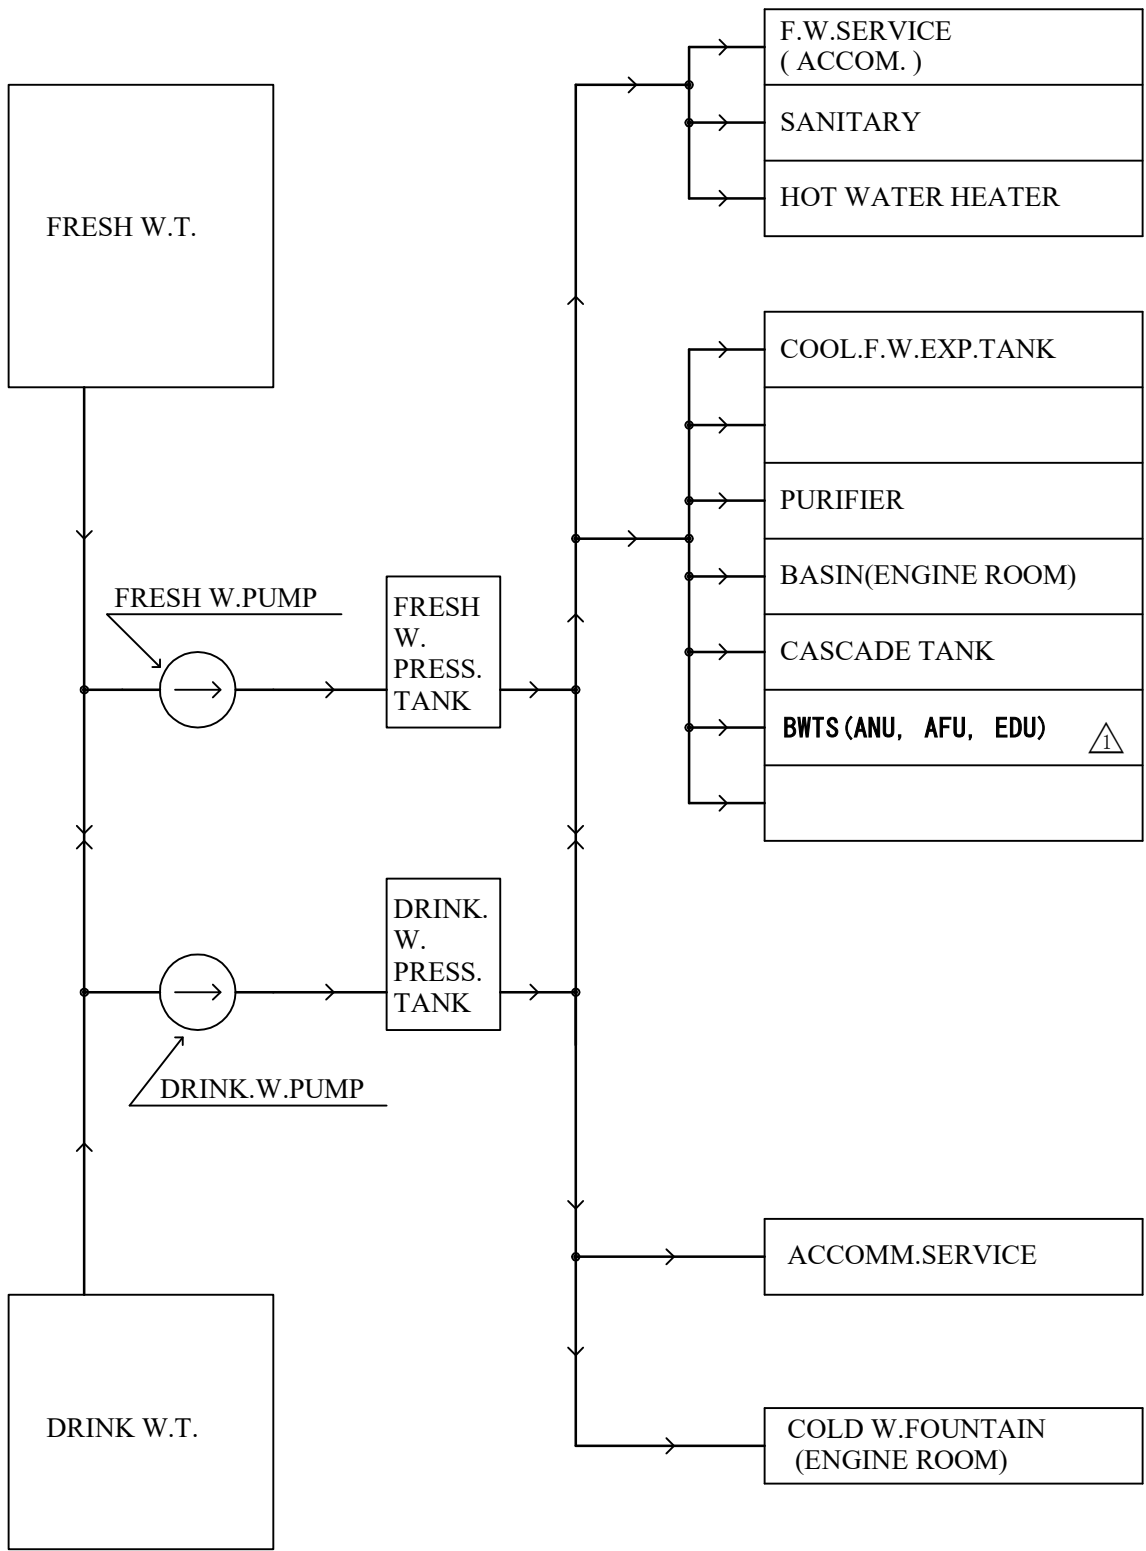 F.W.SERVICE
( ACCOM. )
SANITARY
HOT WATER HEATER
FRESH W.T.
COOL.F.W.EXP.TANK
PURIFIER
BASIN(ENGINE ROOM)
CASCADE TANK
BWTS(ANU, AFU, EDU)
1
FRESH W.PUMP
FRESH
W.
PRESS.
TANK
DRINK.
W.
PRESS.
TANK
DRINK.W.PUMP
ACCOMM.SERVICE
DRINK W.T.
COLD W.FOUNTAIN
(ENGINE ROOM)